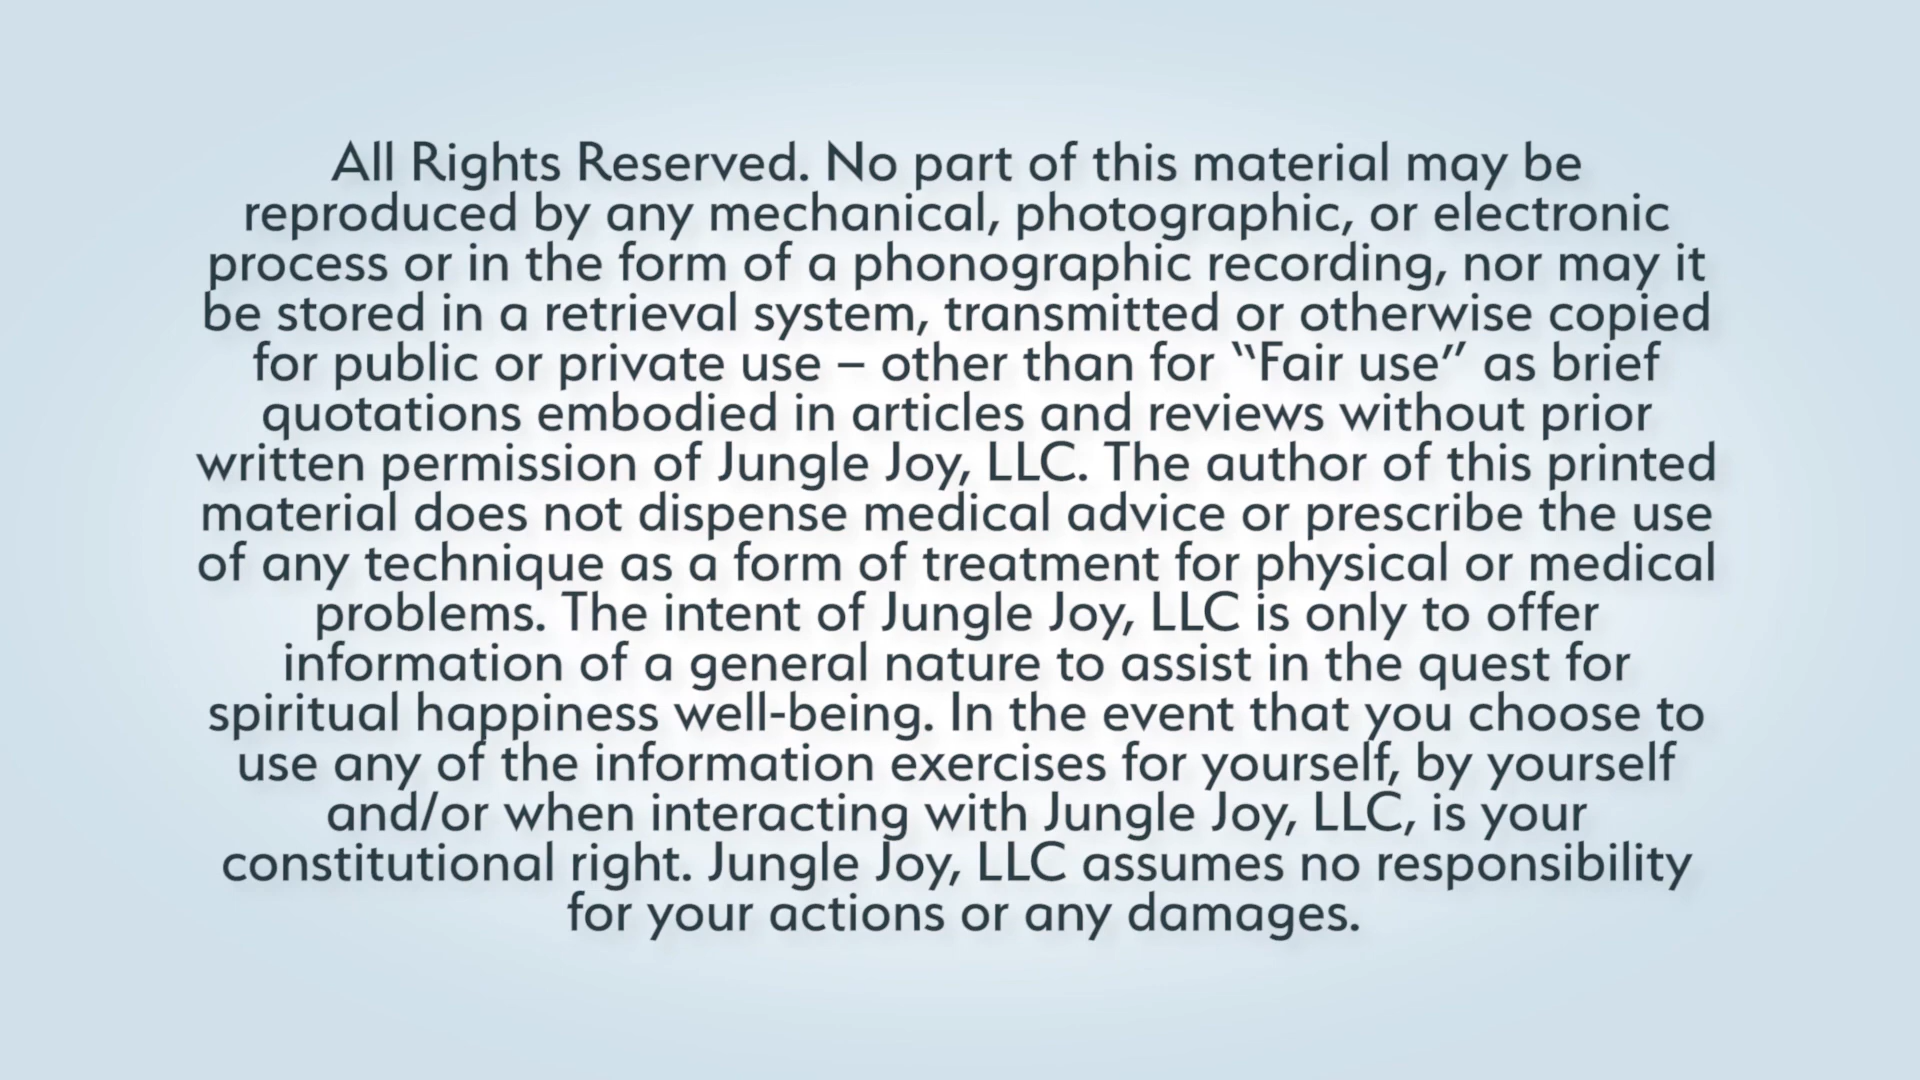 All Rights Reserved. No part of this material may be
reproduced by any mechanical, photographic, or electronic
process or in the form of a phonographic recording, nor may it
be stored in a retrieval system, transmitted or otherwise copied
for public or private use – other than for “Fair use” as brief
quotations embodied in articles and reviews without prior
written permission of Jungle Joy, LLC. The author of this printed
material does not dispense medical advice or prescribe the use
of any technique as a form of treatment for physical or medical
problems. The intent of Jungle Joy, LLC is only to offer
information of a general nature to assist in the quest for
spiritual happiness well-being. In the event that you choose to
use any of the information exercises for yourself, by yourself
and/or when interacting with Jungle Joy, LLC, is your
constitutional right. Jungle Joy, LLC assumes no responsibility
for your actions or any damages.